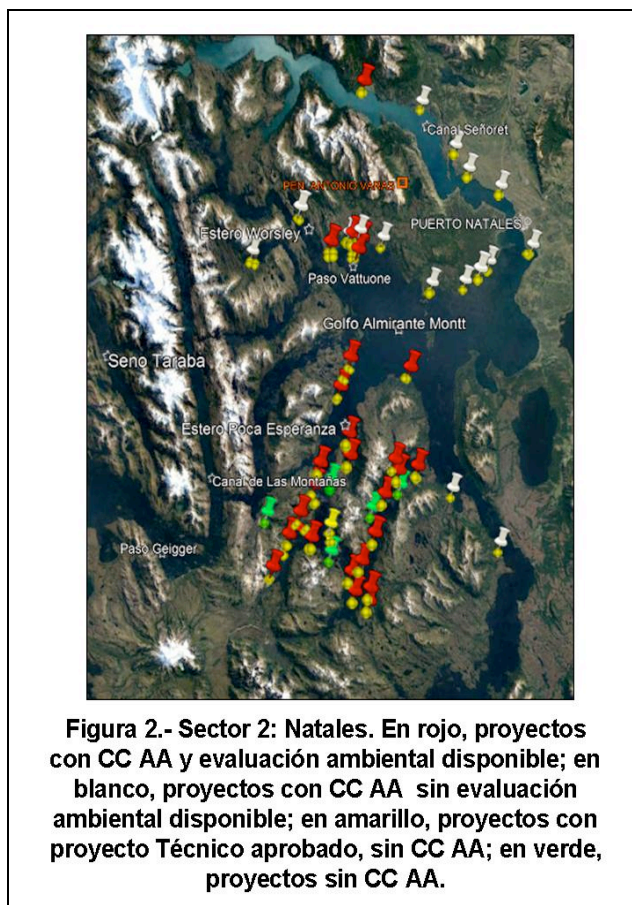 Canal Señoret
PEN. ANTONIO VARAS
Estero Worsley
PUERTO NATALES
Paso Vattuone
Golfo Almirante Montt
Seno Taraba
Estero Poca Esperanza
Canal de Las Montañas
Paso Geigger
Figura 2.- Sector 2: Natales. En rojo, proyectos
con CC AA y evaluación ambiental disponible; en
blanco, proyectos con CC AA sin evaluación
ambiental disponible; en amarillo, proyectos con
proyecto Técnico aprobado, sin CC AA; en verde,
proyectos sin CC AA.